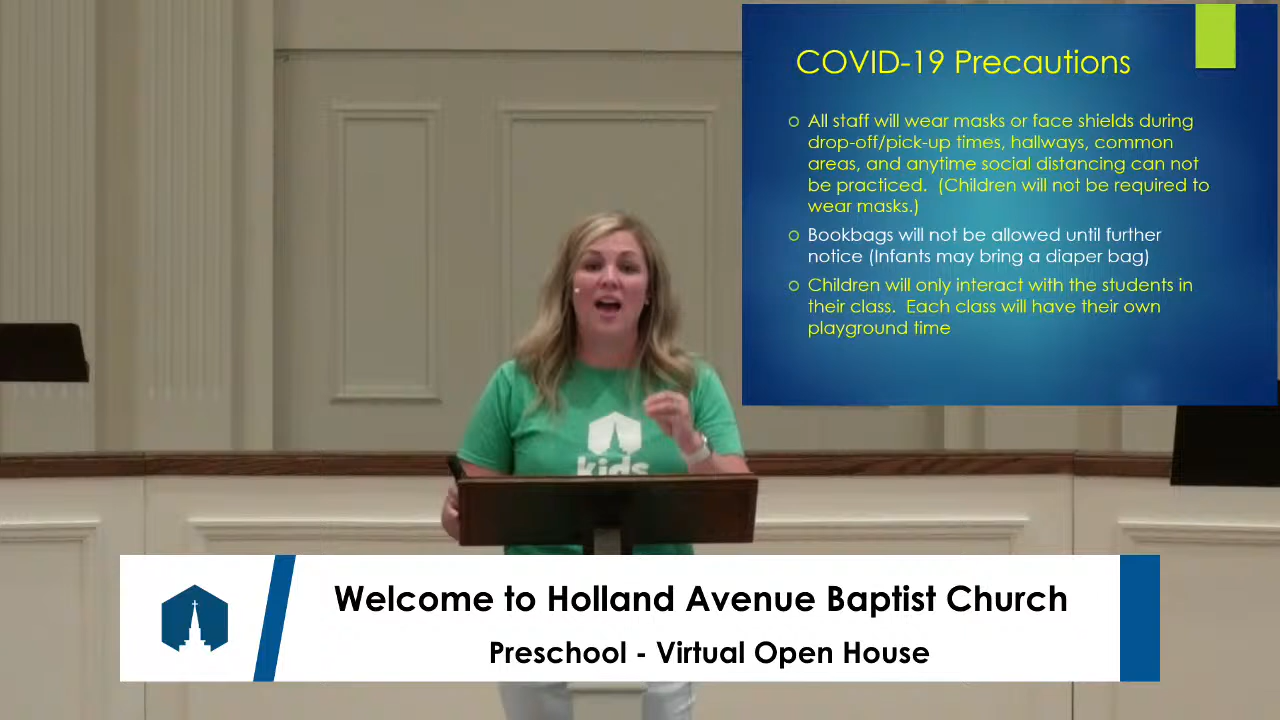 COVID-19 Precautions
All staff will wear masks or face shields during
drop-off/pick-up times, hallways, common
areas, and anytime social distancing can not
be practiced. (Children will not be required to
wear masks.)
Bookbags will not be allowed until further
notice (Infants may bring a diaper bag)
Children will only interact with the students in
their class. Each class will have their own
playground time
kids
Welcome to Holland Avenue Baptist Church
Preschool - Virtual Open House